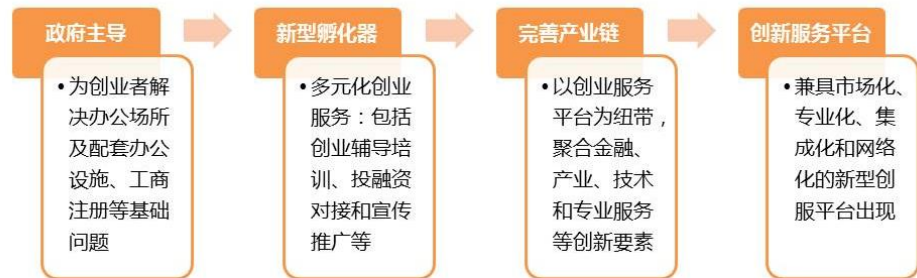 政府主导
•为创业者解
决办公场所
及配套办公
设施、工商
注册等基础
问题
新型孵化器
•多元化创业
服务：包括
创业辅导培
训、投融资
对接和宣传
推广等
完善产业链
•以创业服务
平台为纽带，
聚合金融、
产业、技术
和专业服务
等创新要素
创新服务平台
•兼具市场化、
专业化、集
成化和网络
化的新型创
服平台出现